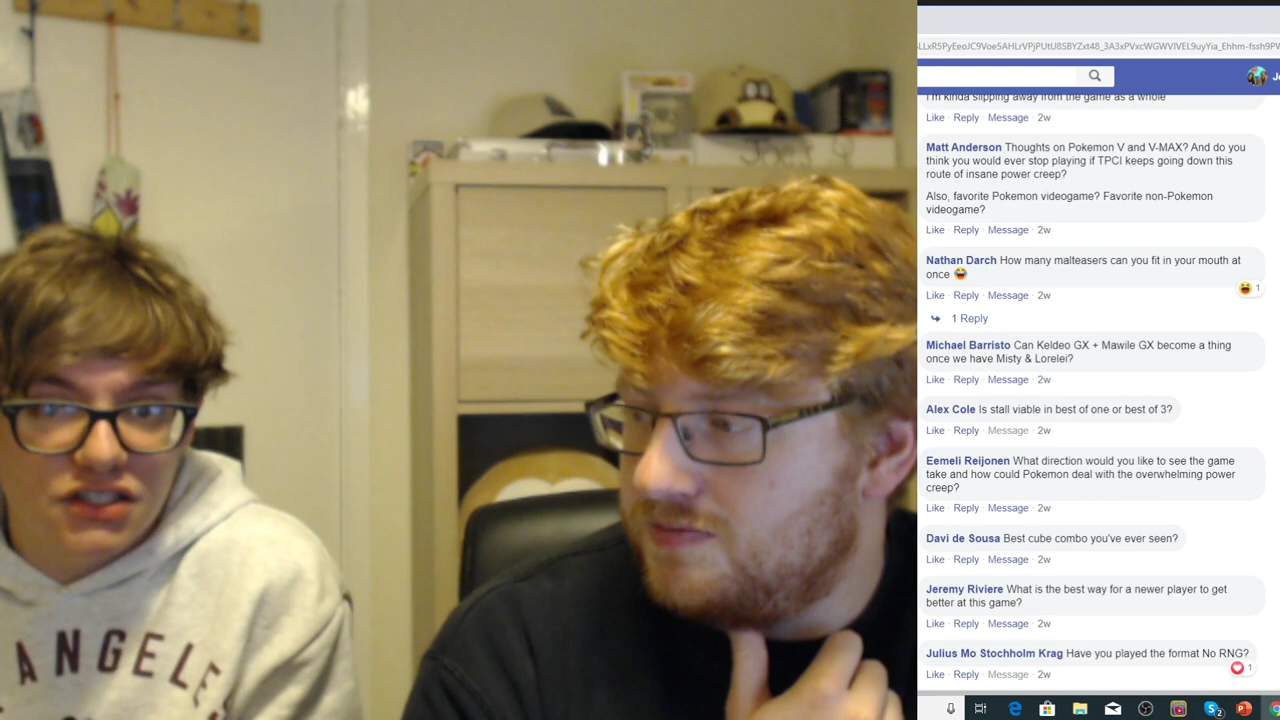 LLxR5PyEeoJC9Voe5AHLrVPjPUtU8SBYZxt48_3A3xPVxcWGWVIVEL9uyYia_Ehhm-fssh9PV
I'm kinda slipping away from the game as a whole
Like · Reply · Message · 2w
Matt Anderson Thoughts on Pokemon V and V-MAX? And do you
think you would ever stop playing if TPCI keeps going down this
route of insane power creep?
Also, favorite Pokemon videogame? Favorite non-Pokemon
videogame?
Like · Reply · Message · 2w
Nathan Darch How many malteasers can you fit in your mouth at
once 😂
1
Like · Reply · Message · 2w
1 Reply
Michael Barristo Can Keldeo GX + Mawile GX become a thing
once we have Misty & Lorelei?
Like · Reply · Message · 2w
Alex Cole Is stall viable in best of one or best of 3?
Like · Reply · Message · 2w
Eemeli Reijonen What direction would you like to see the game
take and how could Pokemon deal with the overwhelming power
creep?
Like · Reply · Message · 2w
Davi de Sousa Best cube combo you've ever seen?
Like · Reply · Message · 2w
Jeremy Riviere What is the best way for a newer player to get
better at this game?
Like · Reply · Message · 2w
Julius Mo Stochholm Krag Have you played the format No RNG?
1
Like · Reply · Message · 2w
ANGELE
2